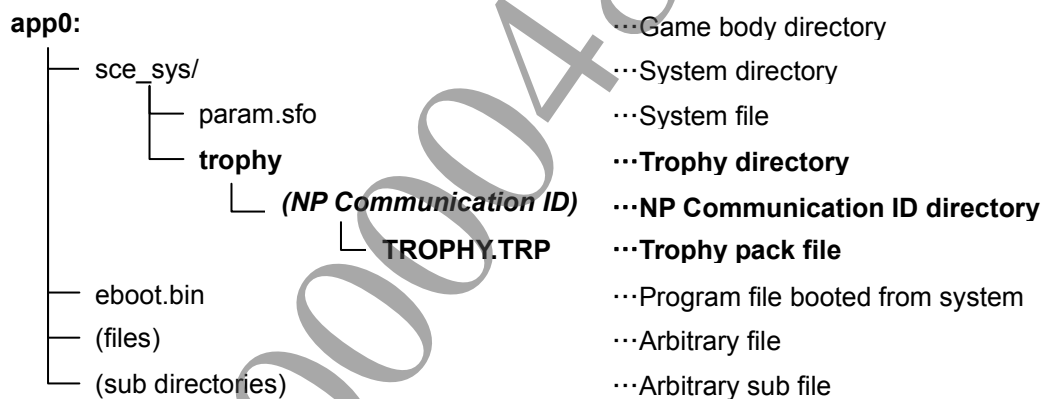 app0: ···Game body directory
sce_sys/ ···System directory
param.sfo ···System file
trophy ···Trophy directory
(NP Communication ID) ···NP Communication ID directory
TROPHY.TRP ···Trophy pack file
eboot.bin ···Program file booted from system
(files) ···Arbitrary file
(sub directories) ···Arbitrary sub file